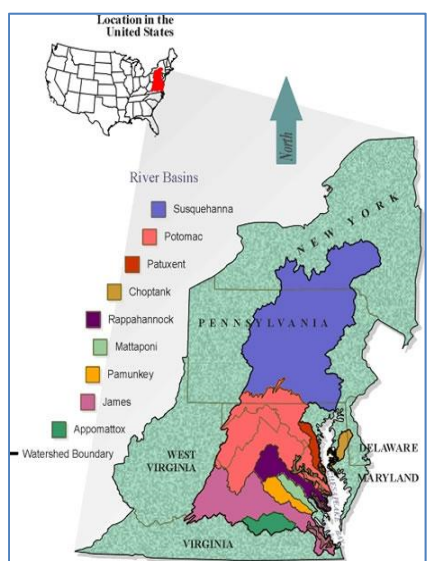 Location in the
United States
North
River Basins
Susquehanna
Potomac
Patuxent
Choptank
Rappahannock
Mattaponi
Pamunkey
James
Appomattox
Watershed Boundary
NEW YORK
PENNSYLVANIA
WEST
VIRGINIA
DELAWARE
MARYLAND
VIRGINIA